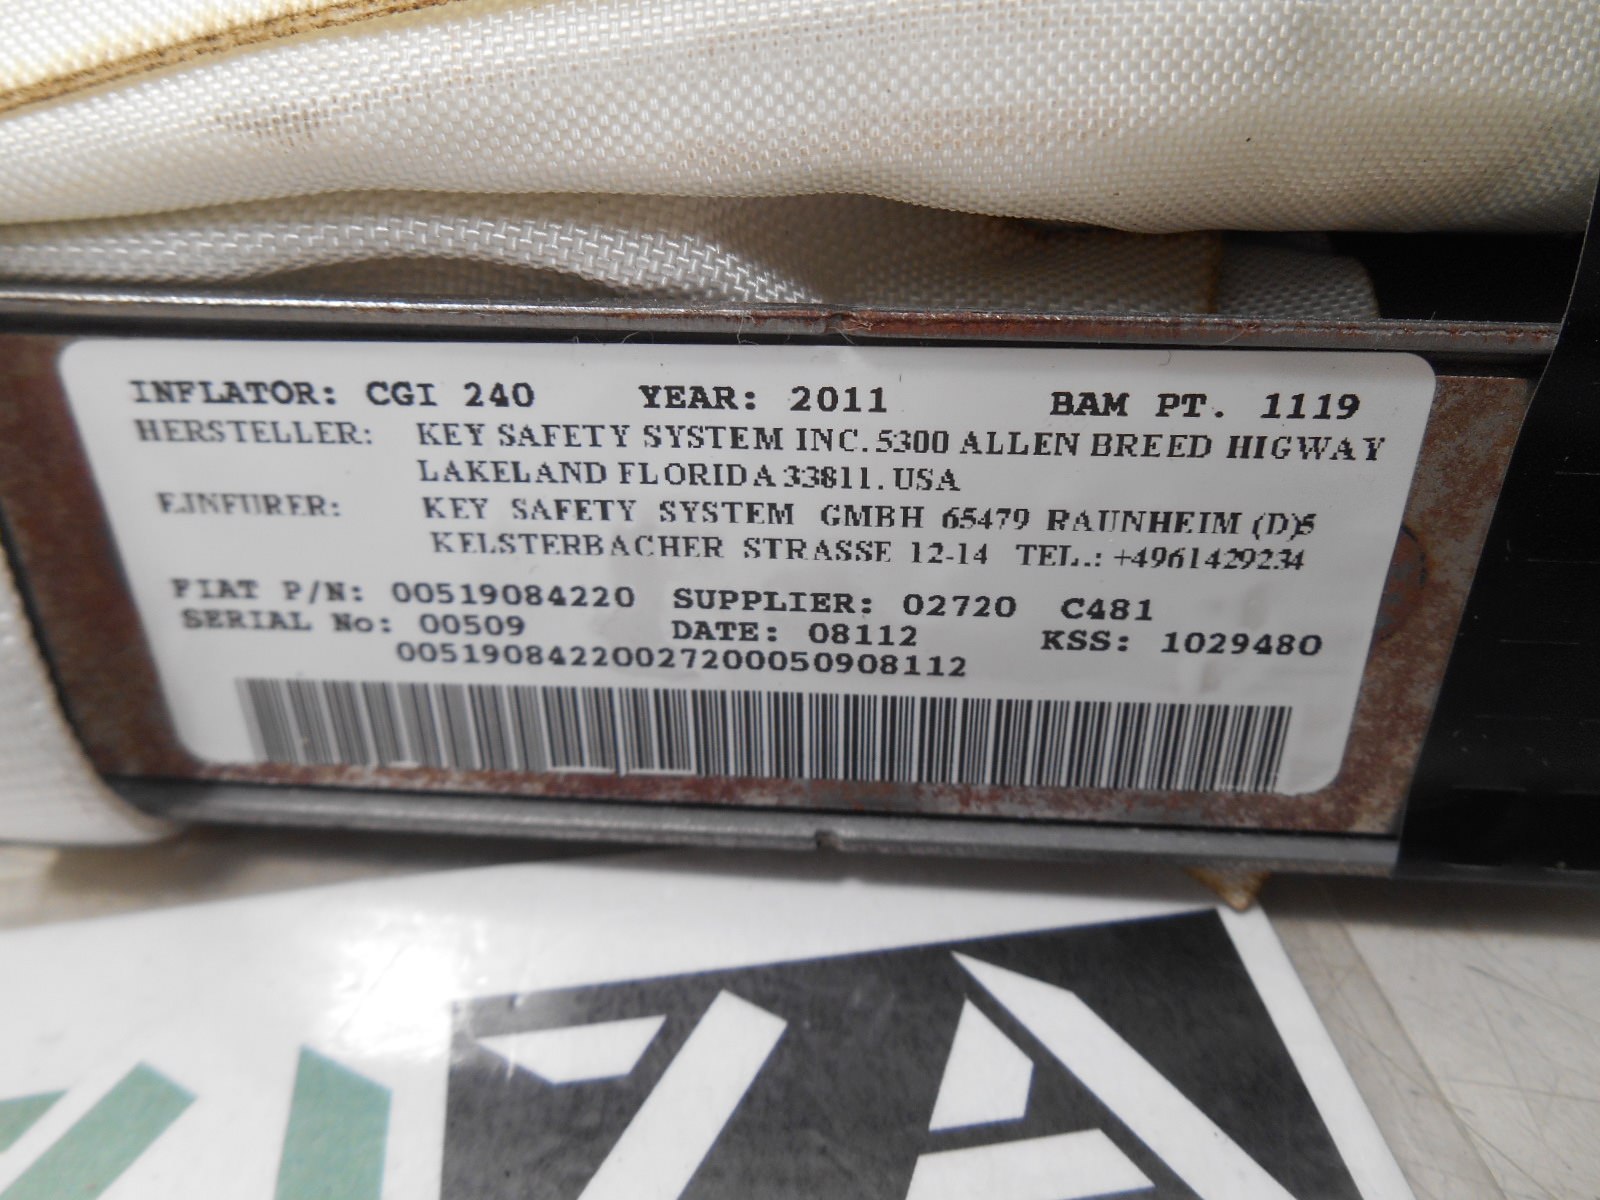 INFLATOR: CGI 240 YEAR: 2011 BAM PT. 1119
HERSTELLER: KEY SAFETY SYSTEM INC. 5300 ALLEN BREED HIGWAY
LAKELAND FLORIDA 33811. USA
EINFURER: KEY SAFETY SYSTEM GMBH 65479 RAUNHEIM (D)5
KELSTERBACHER STRASSE 12-14 TEL.: +4961429234
FIAT P/N: 00519084220 SUPPLIER: 02720 C481
SERIAL No: 00509 DATE: 08112 KSS: 1029480
00519084220027200050908112